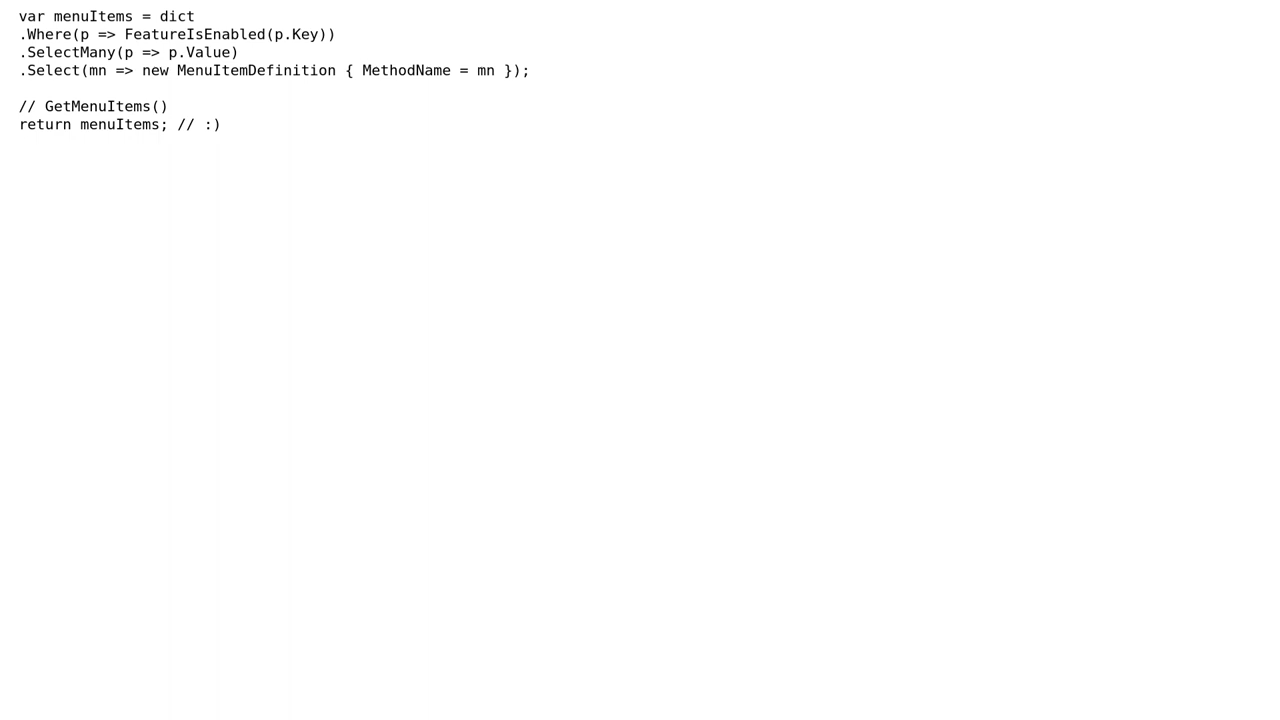 var menuItems = dict
.Where(p => FeatureIsEnabled(p.Key))
.SelectMany(p => p.Value)
.Select(mn => new MenuItemDefinition { MethodName = mn });

// GetMenuItems()
return menuItems; // :)